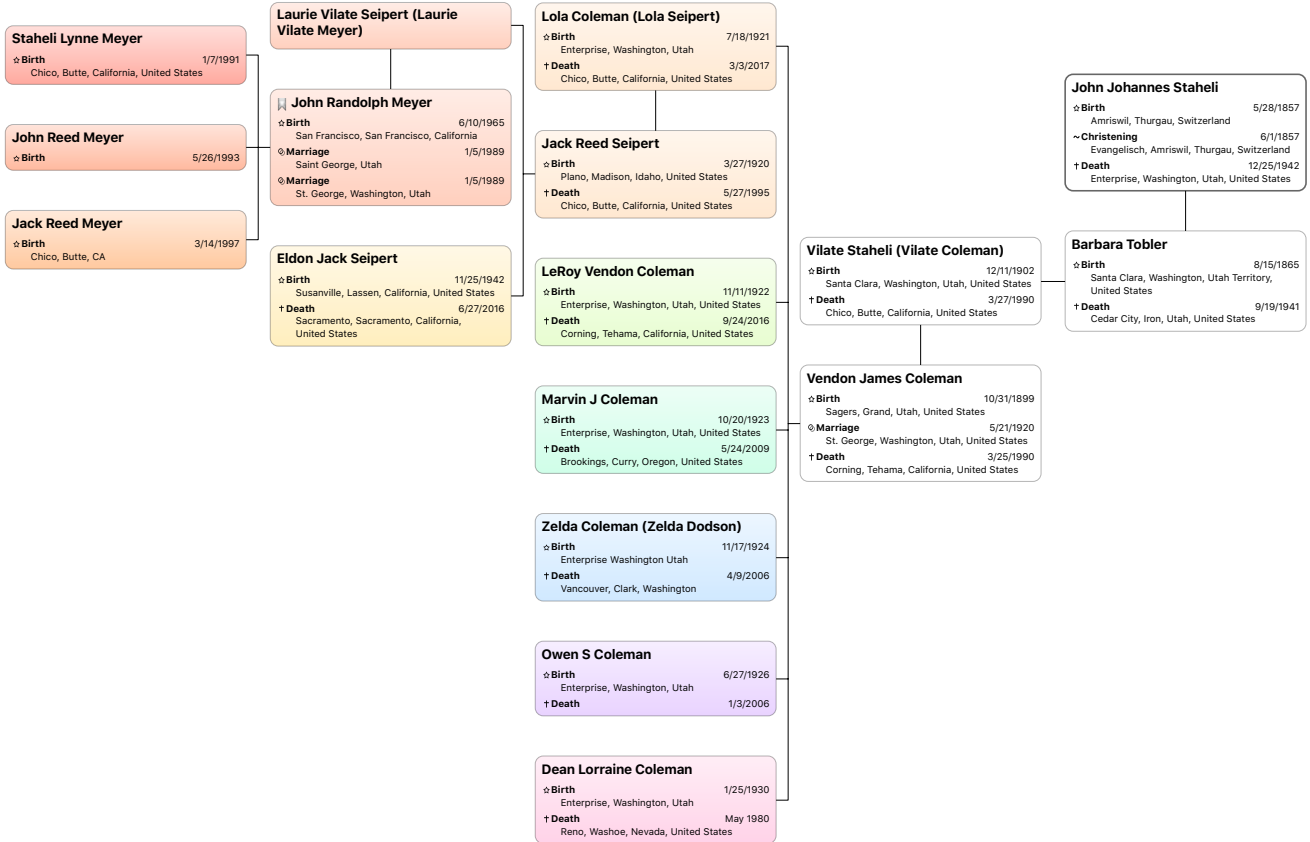 Staheli Lynne Meyer
☆Birth 1/7/1991
Chico, Butte, California, United States
John Reed Meyer
☆Birth 5/26/1993
Jack Reed Meyer
☆Birth 3/14/1997
Chico, Butte, CA
Laurie Vilate Seipert (Laurie
Vilate Meyer)
John Randolph Meyer
☆Birth 6/10/1965
San Francisco, San Francisco, California
Marriage 1/5/1989
Saint George, Utah
Marriage 1/5/1989
St. George, Washington, Utah
Eldon Jack Seipert
☆Birth 11/25/1942
Susanville, Lassen, California, United States
†Death 6/27/2016
Sacramento, Sacramento, California,
United States
Lola Coleman (Lola Seipert)
☆Birth 7/18/1921
Enterprise, Washington, Utah
†Death 3/3/2017
Chico, Butte, California, United States
Jack Reed Seipert
☆Birth 3/27/1920
Plano, Madison, Idaho, United States
†Death 5/27/1995
Chico, Butte, California, United States
LeRoy Vendon Coleman
☆Birth 11/11/1922
Enterprise, Washington, Utah, United States
†Death 9/24/2016
Corning, Tehama, California, United States
Marvin J Coleman
☆Birth 10/20/1923
Enterprise, Washington, Utah, United States
†Death 5/24/2009
Brookings, Curry, Oregon, United States
Zelda Coleman (Zelda Dodson)
☆Birth 11/17/1924
Enterprise Washington Utah
†Death 4/9/2006
Vancouver, Clark, Washington
Owen S Coleman
☆Birth 6/27/1926
Enterprise, Washington, Utah
†Death 1/3/2006
Dean Lorraine Coleman
☆Birth 1/25/1930
Enterprise, Washington, Utah
†Death May 1980
Reno, Washoe, Nevada, United States
Vilate Staheli (Vilate Coleman)
☆Birth 12/11/1902
Santa Clara, Washington, Utah, United States
†Death 3/27/1990
Chico, Butte, California, United States
Vendon James Coleman
☆Birth 10/31/1899
Sagers, Grand, Utah, United States
Marriage 5/21/1920
St. George, Washington, Utah, United States
†Death 3/25/1990
Corning, Tehama, California, United States
John Johannes Staheli
☆Birth 5/28/1857
Amriswil, Thurgau, Switzerland
~Christening 6/1/1857
Evangelisch, Amriswil, Thurgau, Switzerland
†Death 12/25/1942
Enterprise, Washington, Utah, United States
Barbara Tobler
☆Birth 8/15/1865
Santa Clara, Washington, Utah Territory,
United States
†Death 9/19/1941
Cedar City, Iron, Utah, United States